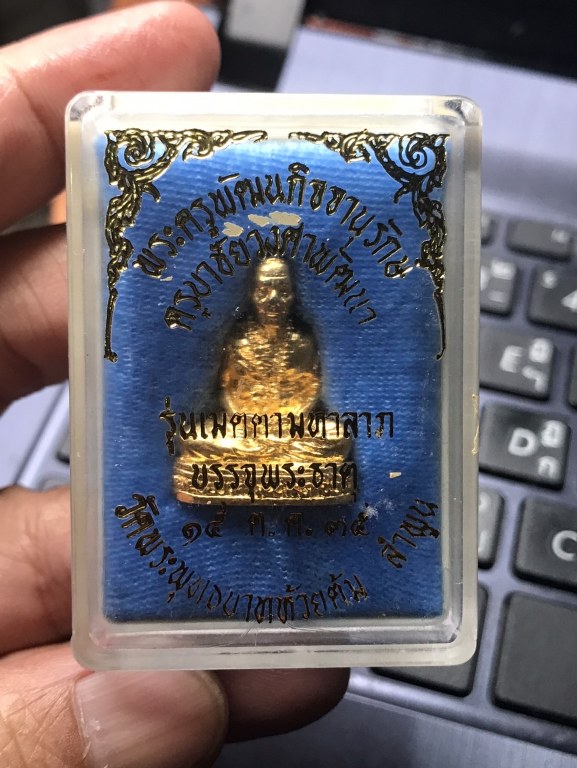 พระครูพัฒนกิจจานุรักษ์
ครูบาชัยวงศาพัฒนา
รุ่นเมตตามหาลาภ
บรรจุพระธาตุ
๑๕ ต.ค. ๓๕
วัดพระพุทธบาทห้วยต้ม ลำพูน
E
D
C